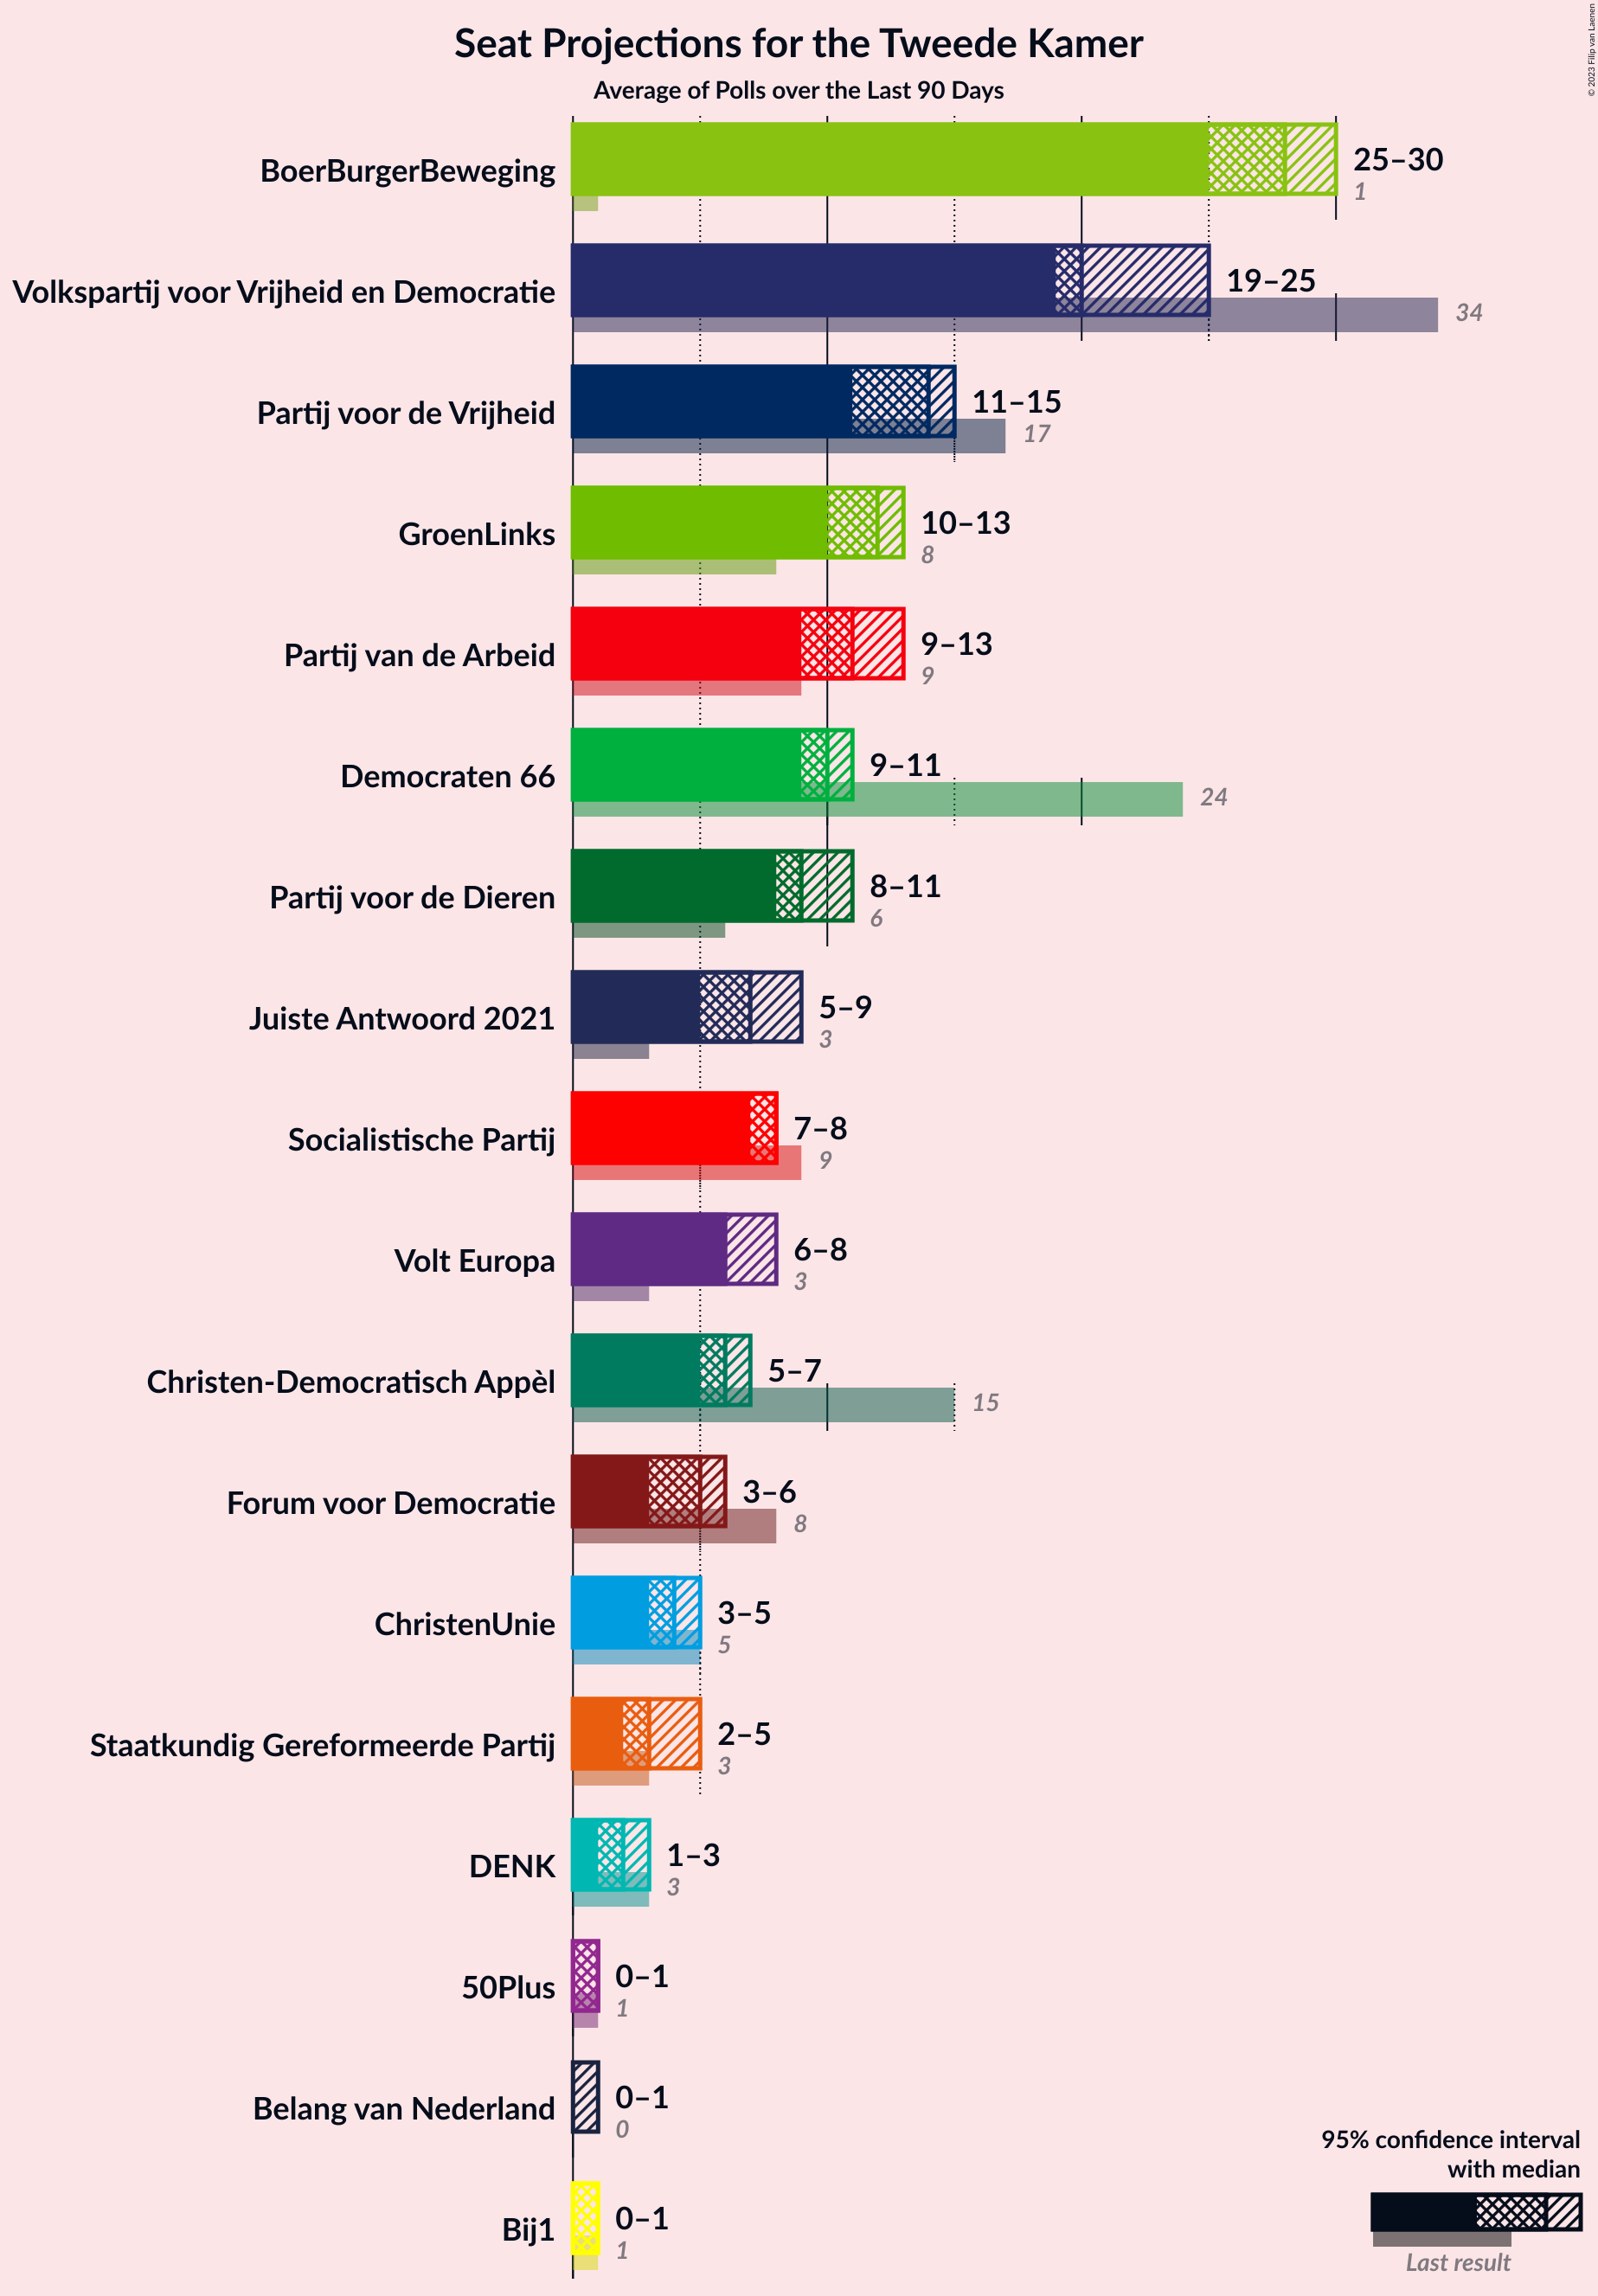 Seat Projections for the Tweede Kamer
Average of Polls over the Last 90 Days
© 2023 Filip van Laenen
BoerBurgerBeweging
25–30
1
Volkspartij voor Vrijheid en Democratie
19–25
34
Partij voor de Vrijheid
11–15
17
GroenLinks
10–13
8
Partij van de Arbeid
9–13
9
Democraten 66
9–11
24
Partij voor de Dieren
8–11
6
Juiste Antwoord 2021
5–9
3
Socialistische Partij
7–8
9
Volt Europa
6–8
3
Christen-Democratisch Appèl
5–7
15
Forum voor Democratie
3–6
8
ChristenUnie
3–5
5
Staatkundig Gereformeerde Partij
2–5
3
DENK
1–3
3
50Plus
0–1
1
Belang van Nederland
0–1
0
Bij1
0–1
1
95% confidence interval
with median
Last result